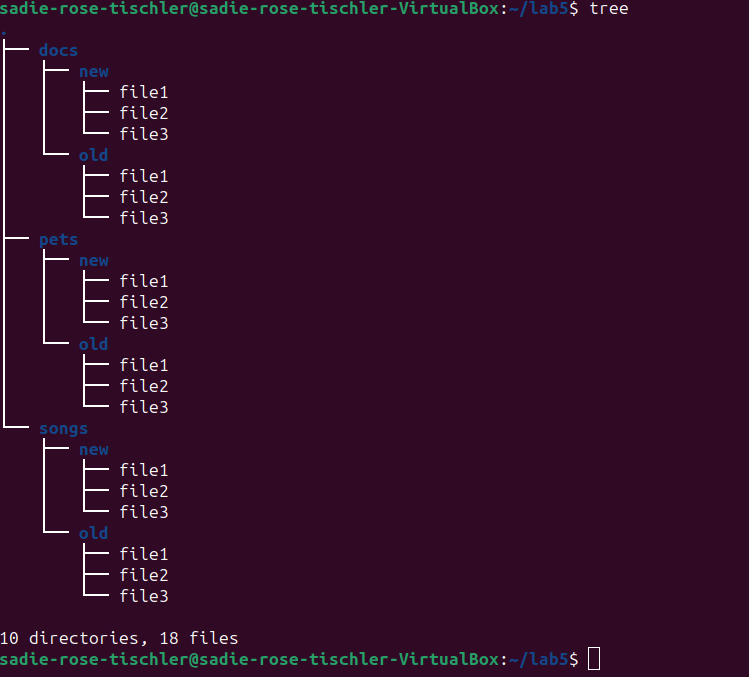 sadie-rose-tischler@sadie-rose-tischler-VirtualBox:~/lab5$ tree
.
├── docs
│   ├── new
│   │   ├── file1
│   │   ├── file2
│   │   └── file3
│   └── old
│       ├── file1
│       ├── file2
│       └── file3
├── pets
│   ├── new
│   │   ├── file1
│   │   ├── file2
│   │   └── file3
│   └── old
│       ├── file1
│       ├── file2
│       └── file3
└── songs
    ├── new
    │   ├── file1
    │   ├── file2
    │   └── file3
    └── old
        ├── file1
        ├── file2
        └── file3
10 directories, 18 files
sadie-rose-tischler@sadie-rose-tischler-VirtualBox:~/lab5$